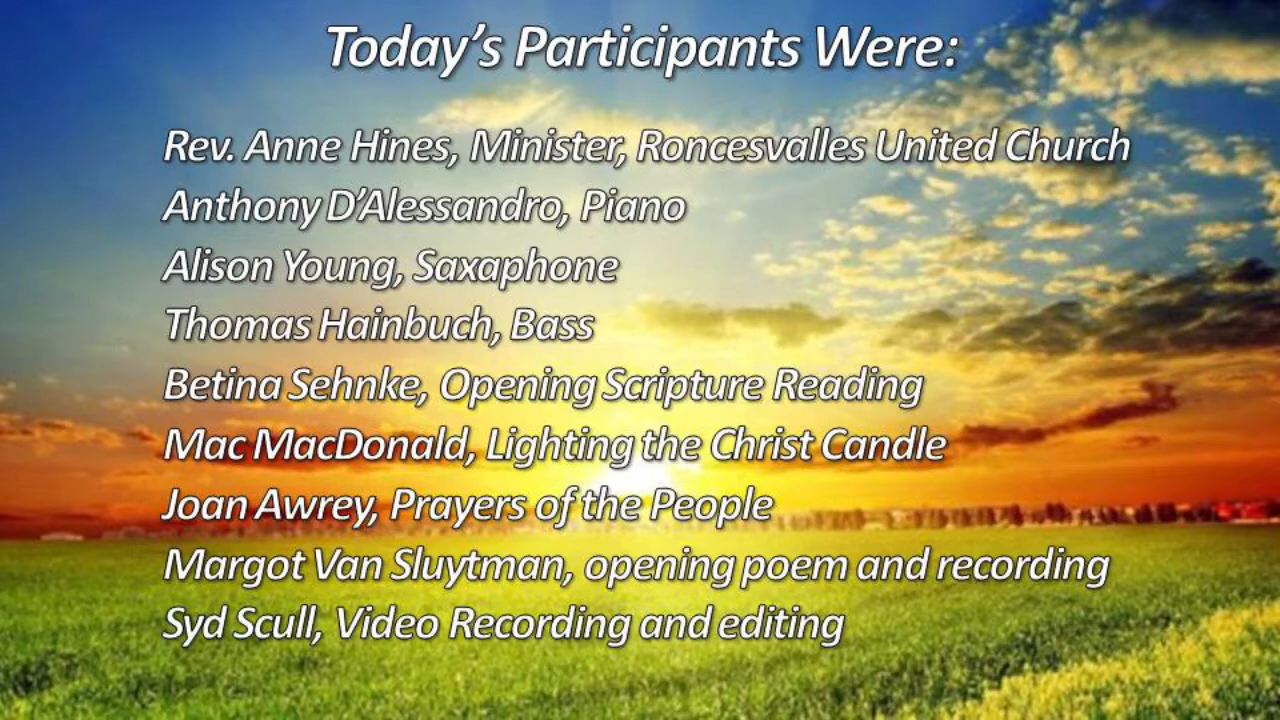 Today's Participants Were:
Rev. Anne Hines, Minister, Roncesvalles United Church
Anthony D'Alessandro, Piano
Alison Young, Saxaphone
Thomas Hainbuch, Bass
Betina Sehnke, Opening Scripture Reading
Mac MacDonald, Lighting the Christ Candle
Joan Awrey, Prayers of the People
Margot Van Sluytman, opening poem and recording
Syd Scull, Video Recording and editing